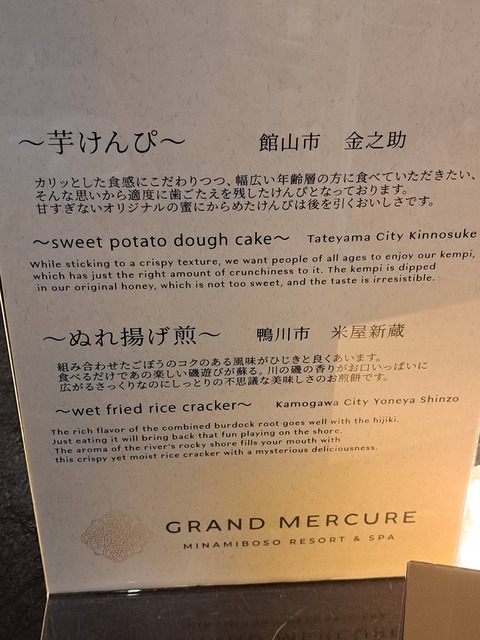 ～芋けんぴ～ 館山市 金之助
カリッとした食感にこだわりつつ、幅広い年齢層の方に食べていただきたい、
そんな思いから適度に歯ごたえを残したけんぴとなっております。
甘すぎないオリジナルの蜜にからめたけんぴは後を引くおいしさです。
～sweet potato dough cake～ Tateyama City Kinnosuke
While sticking to a crispy texture, we want people of all ages to enjoy our kempi,
which has just the right amount of crunchiness to it. The kempi is dipped
in our original honey, which is not too sweet, and the taste is irresistible.
～ぬれ揚げ煎～ 鴨川市 米屋新蔵
組み合わせたごぼうのコクのある風味がひじきと良くあいます。
食べるだけであの楽しい磯遊びが蘇る。川の磯の香りがお口いっぱいに
広がるさっくりなのにしっとりの不思議な美味しさのお煎餅です。
～wet fried rice cracker～ Kamogawa City Yoneya Shinzo
The rich flavor of the combined burdock root goes well with the hijiki.
Just eating it will bring back that fun playing on the shore.
The aroma of the river's rocky shore fills your mouth with
this crispy yet moist rice cracker with a mysterious deliciousness.
GRAND MERCURE
MINAMIBOSO RESORT & SPA